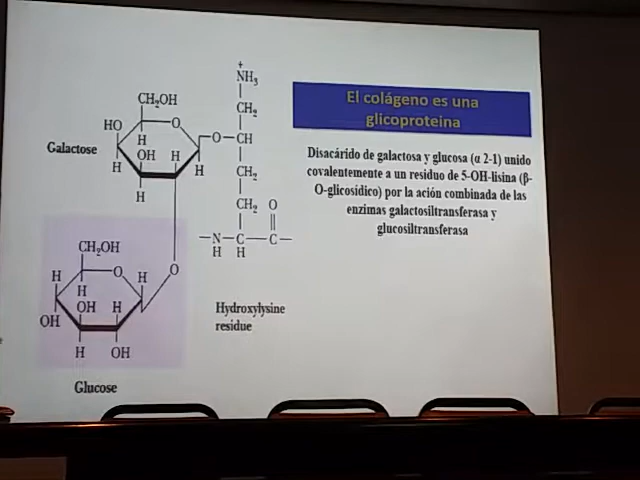 El colágeno es una
glicoproteina
Disacárido de galactosa y glucosa (α 2-1) unido
covalentemente a un residuo de 5-OH-lisina (β-
O-glicosídico) por la ación combinada de las
enzimas galactosiltransferasa y
glucosiltransferasa
+
NH3
CH2
CH2OH
O
HO
H
O
CH
Galactose
OH
H
H
H
CH2
H
CH2
O
N
C
C
H
H
CH2OH
H
O
H
O
H
OH
H
OH
H
OH
Hydroxylysine
residue
Glucose